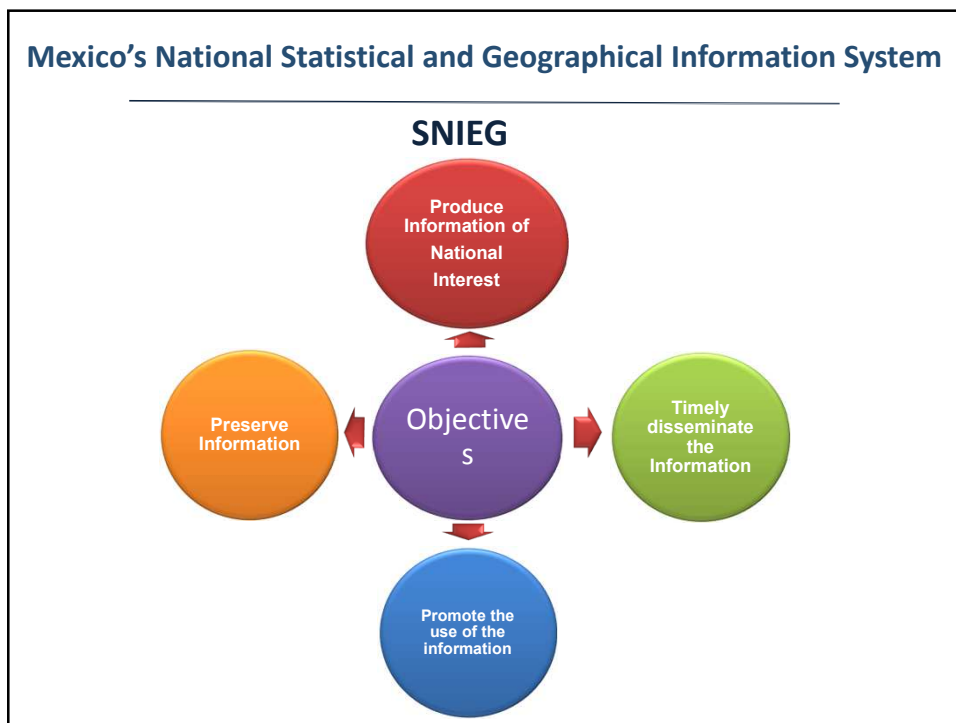 Mexico’s National Statistical and Geographical Information System
SNIEG
Produce
Information of
National
Interest
Preserve
Information
Objective
s
Timely
disseminate
the
Information
Promote the
use of the
information